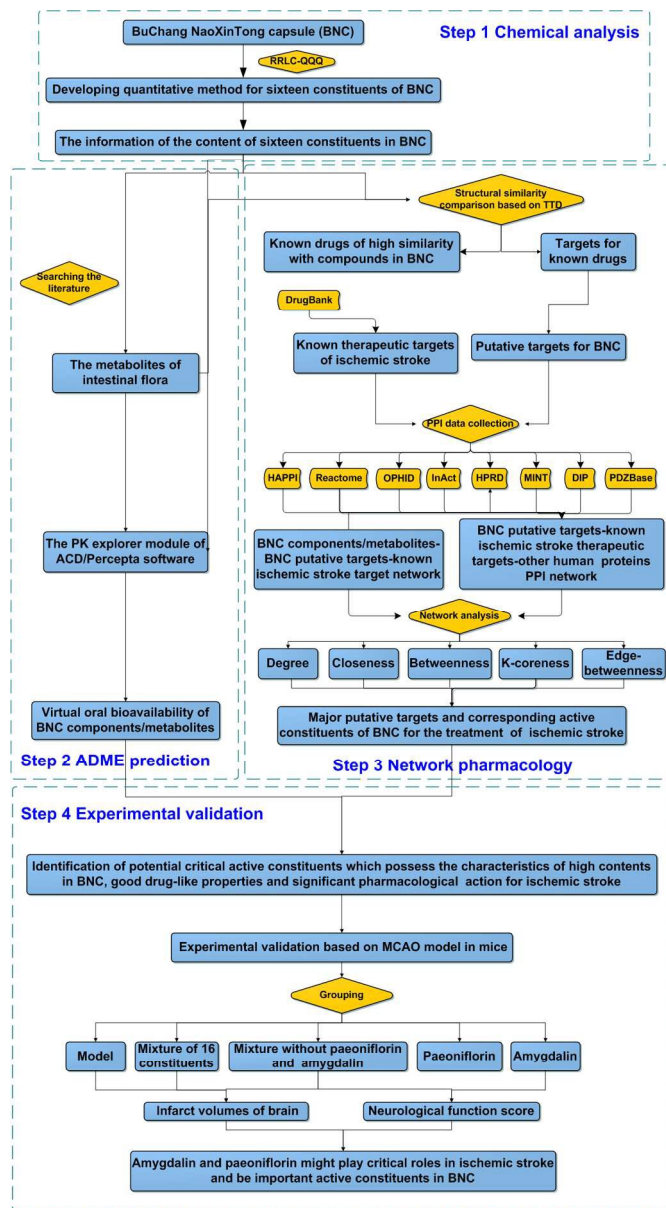 BuChang NaoXinTong capsule (BNC)
Step 1 Chemical analysis
RRLC-QQQ
Developing quantitative method for sixteen constituents of BNC
The information of the content of sixteen constituents in BNC
Structural similarity
comparison based on TTD
Known drugs of high similarity
with compounds in BNC
Targets for
known drugs
Searching the
literature
DrugBank
The metabolites of
intestinal flora
Known therapeutic targets
of ischemic stroke
Putative targets for BNC
PPI data collection
HAPPI
Reactome
OPHID
InAct
HPRD
MINT
DIP
PDZBase
The PK explorer module of
ACD/Percepta software
BNC components/metabolites-
BNC putative targets-known
ischemic stroke target network
BNC putative targets-known
ischemic stroke therapeutic
targets-other human proteins
PPI network
Network analysis
Degree
Closeness
Betweenness
K-coreness
Edge-
betweenness
Virtual oral bioavailability of
BNC components/metabolites
Major putative targets and corresponding active
constituents of BNC for the treatment of ischemic stroke
Step 2 ADME prediction
Step 3 Network pharmacology
Step 4 Experimental validation
Identification of potential critical active constituents which possess the characteristics of high contents
in BNC, good drug-like properties and significant pharmacological action for ischemic stroke
Experimental validation based on MCAO model in mice
Grouping
Model
Mixture of 16
constituents
Mixture without paeoniflorin
and amygdalin
Paeoniflorin
Amygdalin
Infarct volumes of brain
Neurological function score
Amygdalin and paeoniflorin might play critical roles in ischemic stroke
and be important active constituents in BNC